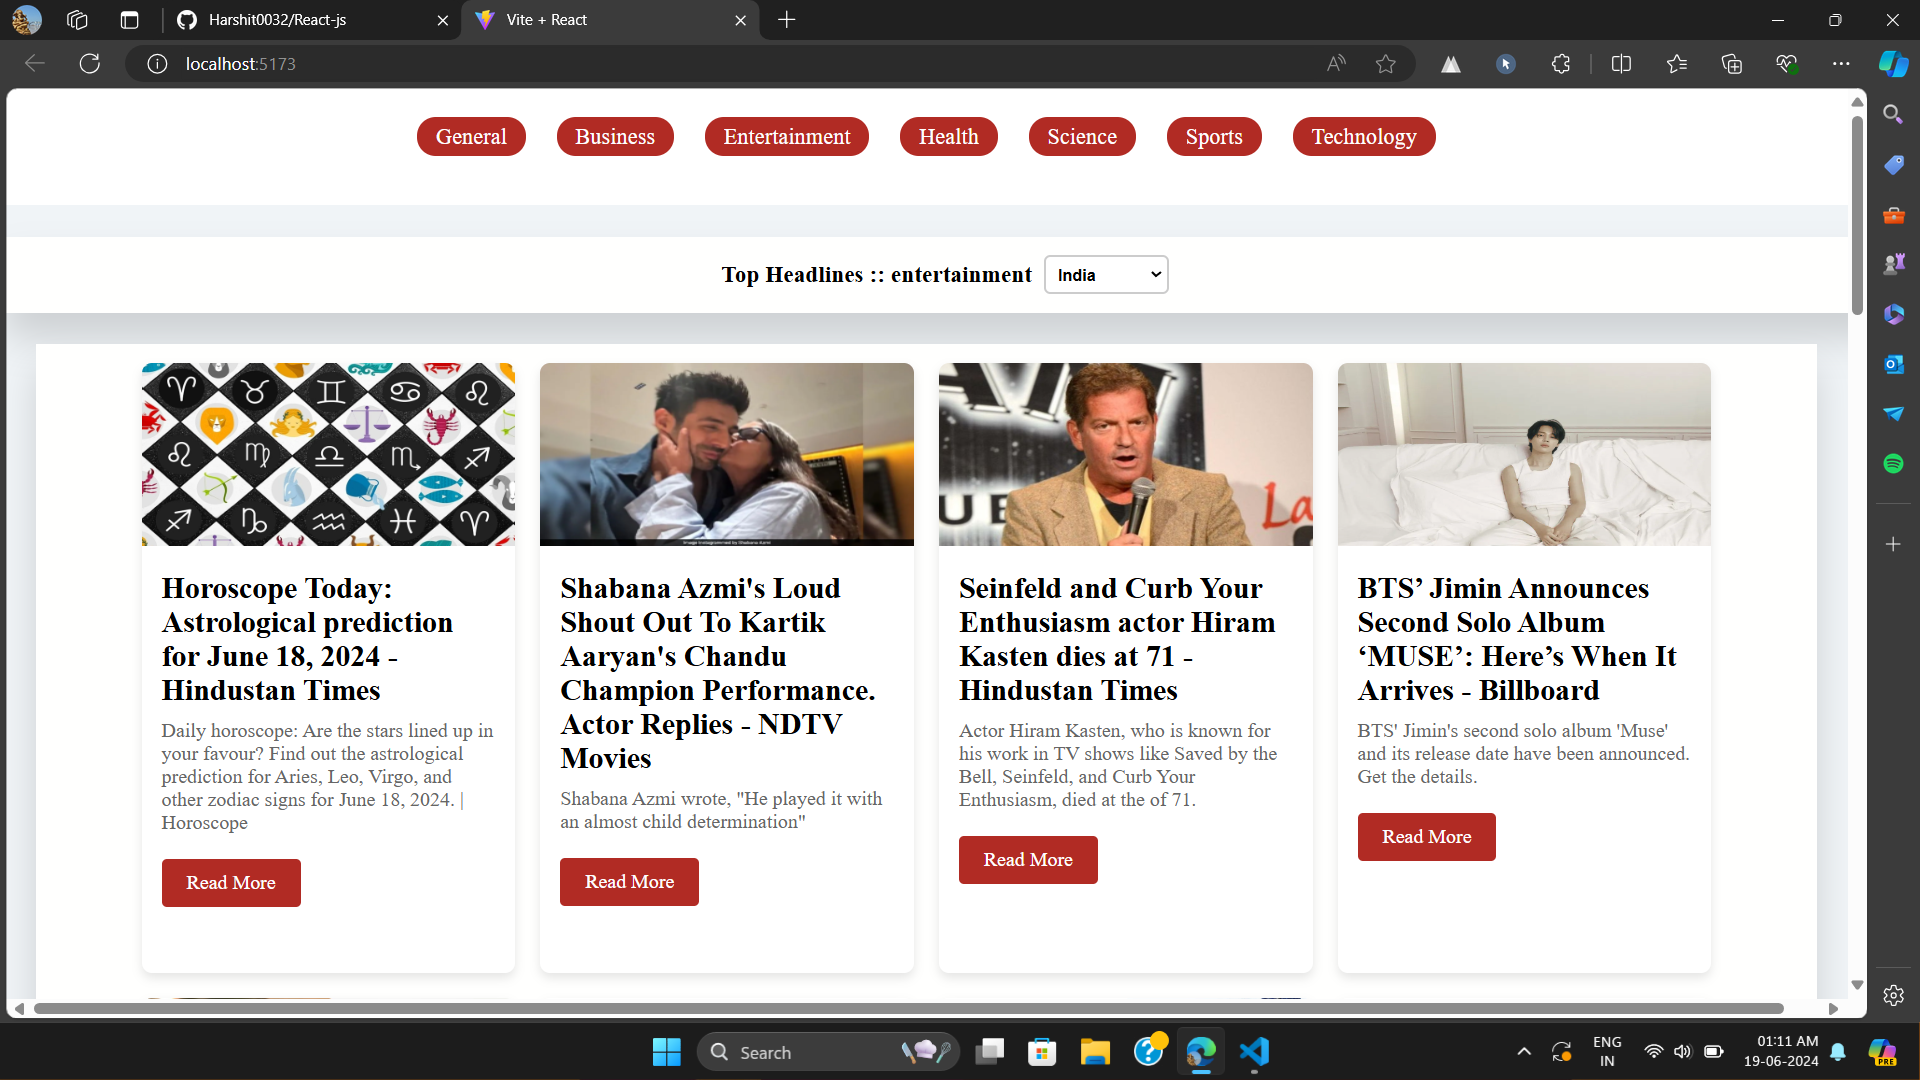 Harshit0032/React-js
Vite + React
localhost:5173
General
Business
Entertainment
Health
Science
Sports
Technology
Top Headlines :: entertainment
India
Horoscope Today:
Astrological prediction
for June 18, 2024 -
Hindustan Times
Daily horoscope: Are the stars lined up in
your favour? Find out the astrological
prediction for Aries, Leo, Virgo, and
other zodiac signs for June 18, 2024. |
Horoscope
Read More
Image Instagrammed by Shabana Azmi
Shabana Azmi's Loud
Shout Out To Kartik
Aaryan's Chandu
Champion Performance.
Actor Replies - NDTV
Movies
Shabana Azmi wrote, "He played it with
an almost child determination"
Read More
Seinfeld and Curb Your
Enthusiasm actor Hiram
Kasten dies at 71 -
Hindustan Times
Actor Hiram Kasten, who is known for
his work in TV shows like Saved by the
Bell, Seinfeld, and Curb Your
Enthusiasm, died at the of 71.
Read More
BTS’ Jimin Announces
Second Solo Album
‘MUSE’: Here’s When It
Arrives - Billboard
BTS' Jimin's second solo album 'Muse'
and its release date have been announced.
Get the details.
Read More
Search
ENG
IN
01:11 AM
19-06-2024
PRE